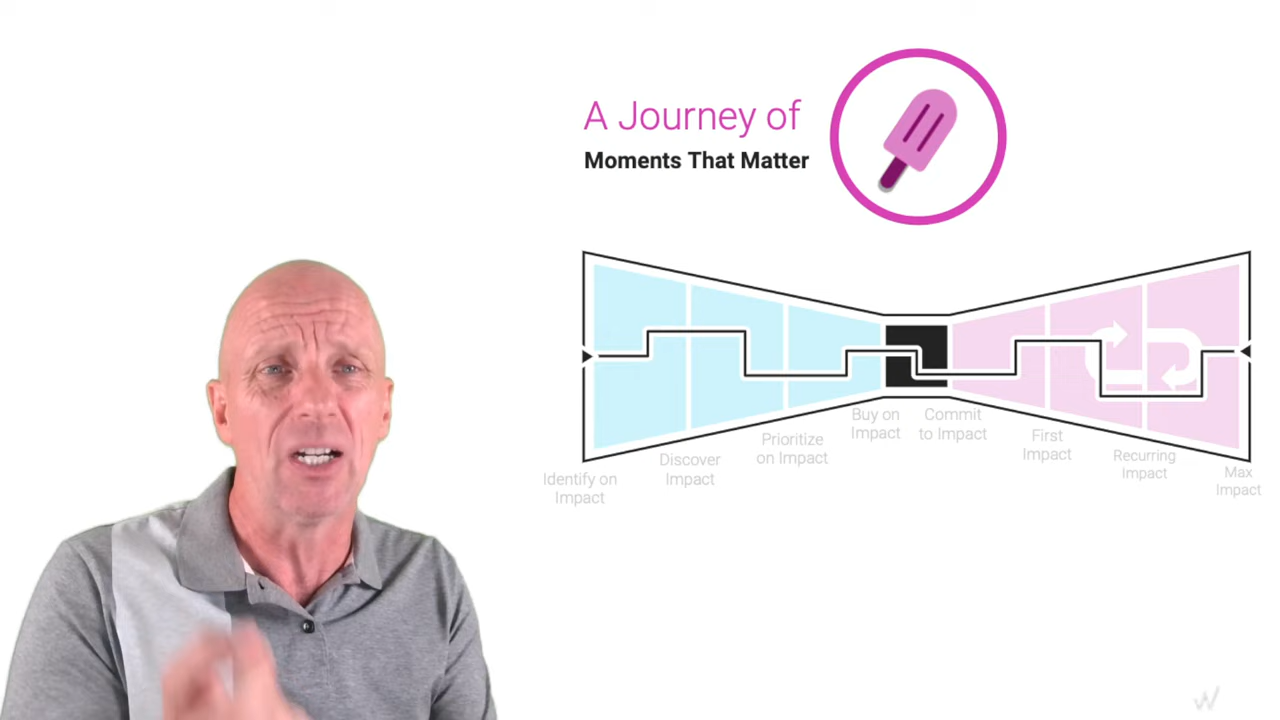 A Journey of
Moments That Matter
Identify on
Impact
Discover
Impact
Prioritize
on Impact
Buy on
Impact
Commit
to Impact
First
Impact
Recurring
Impact
Max
Impact
W